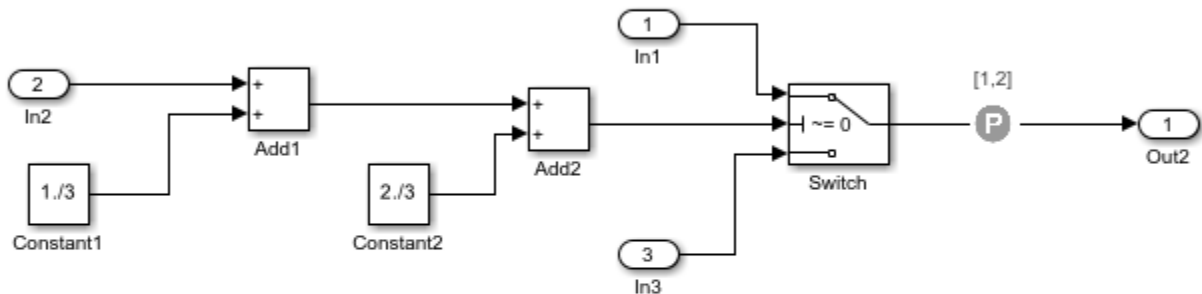 2
In2
+
+
Add1
1./3
Constant1
+
+
Add2
2./3
Constant2
1
In1
~= 0
Switch
3
In3
[1,2]
P
1
Out2